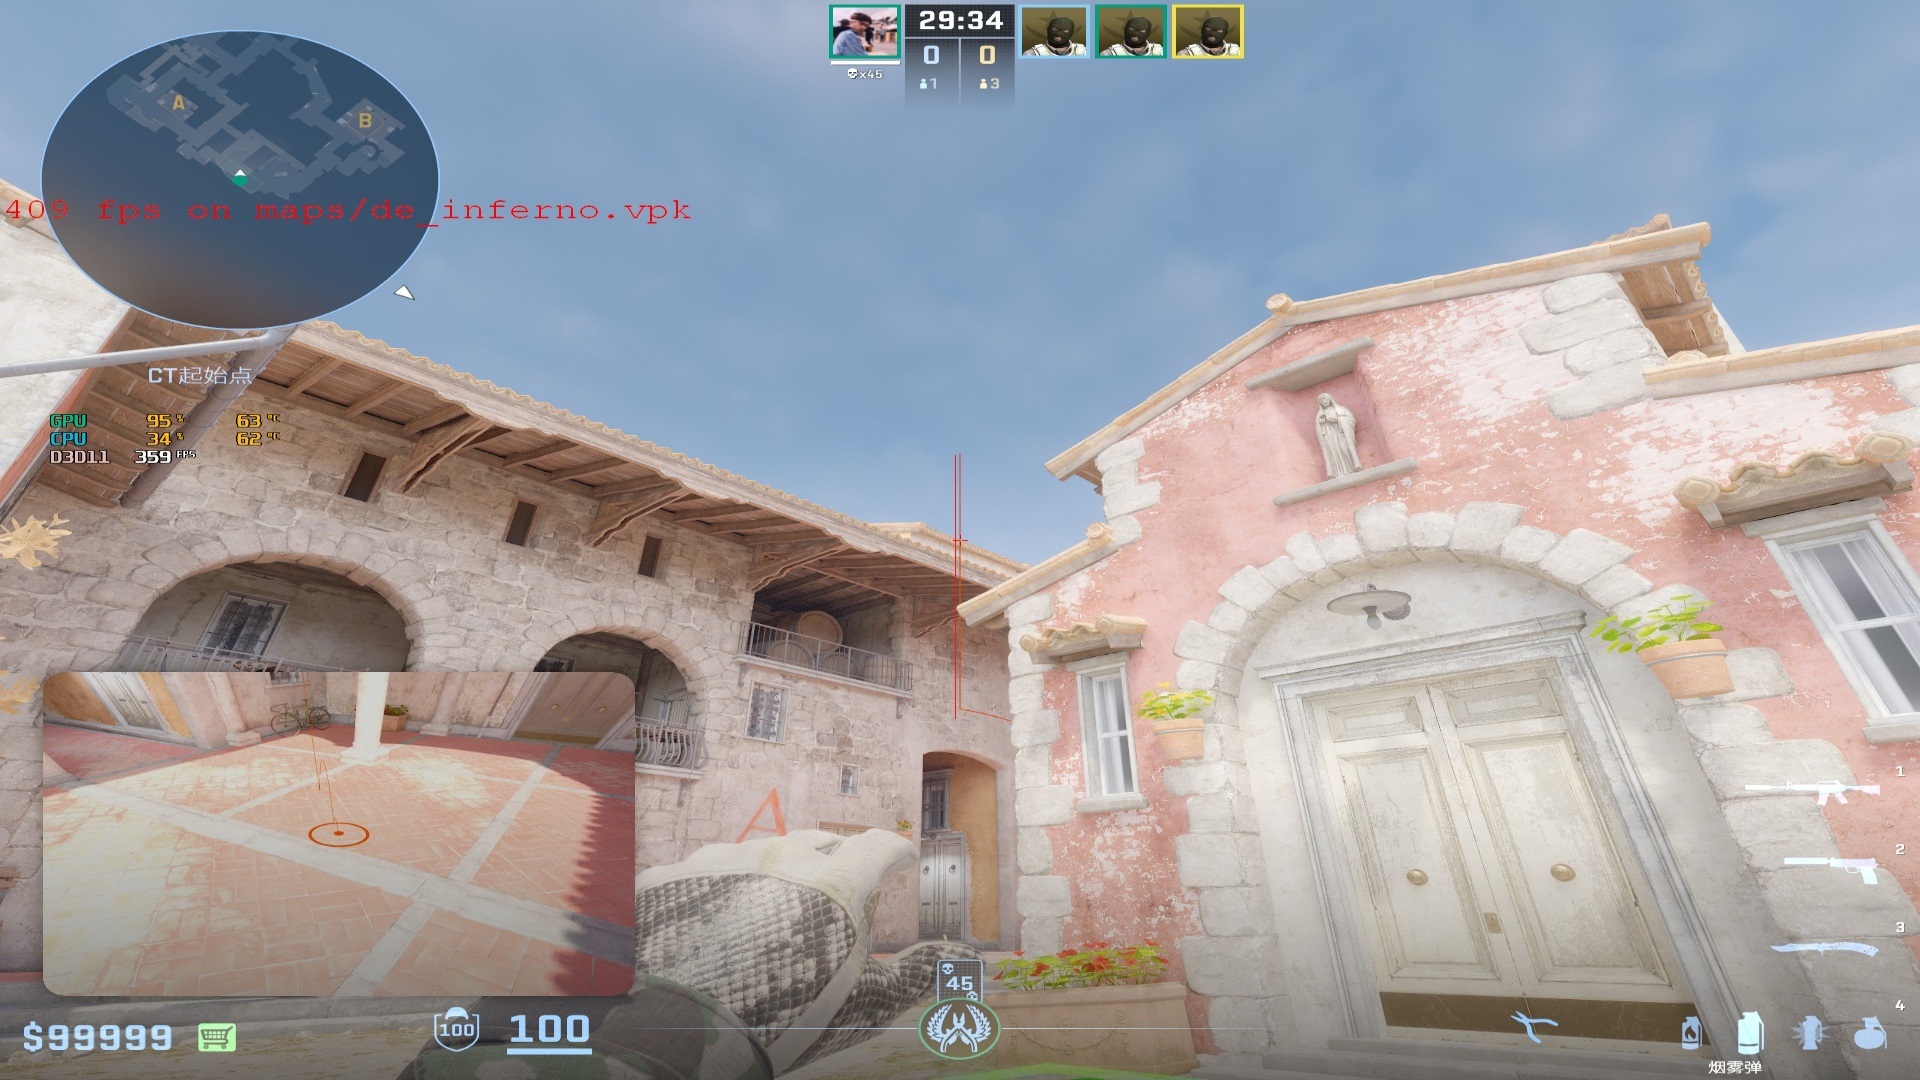 29:34
0 0
x45
1 3
A
B
409 fps on maps/de_inferno.vpk
CT起始点
GPU 95 % 63 °C
CPU 34 % 62 °C
D3D11 359 FPS
A
1
2
3
4
45
$99999
100
100
烟雾弹